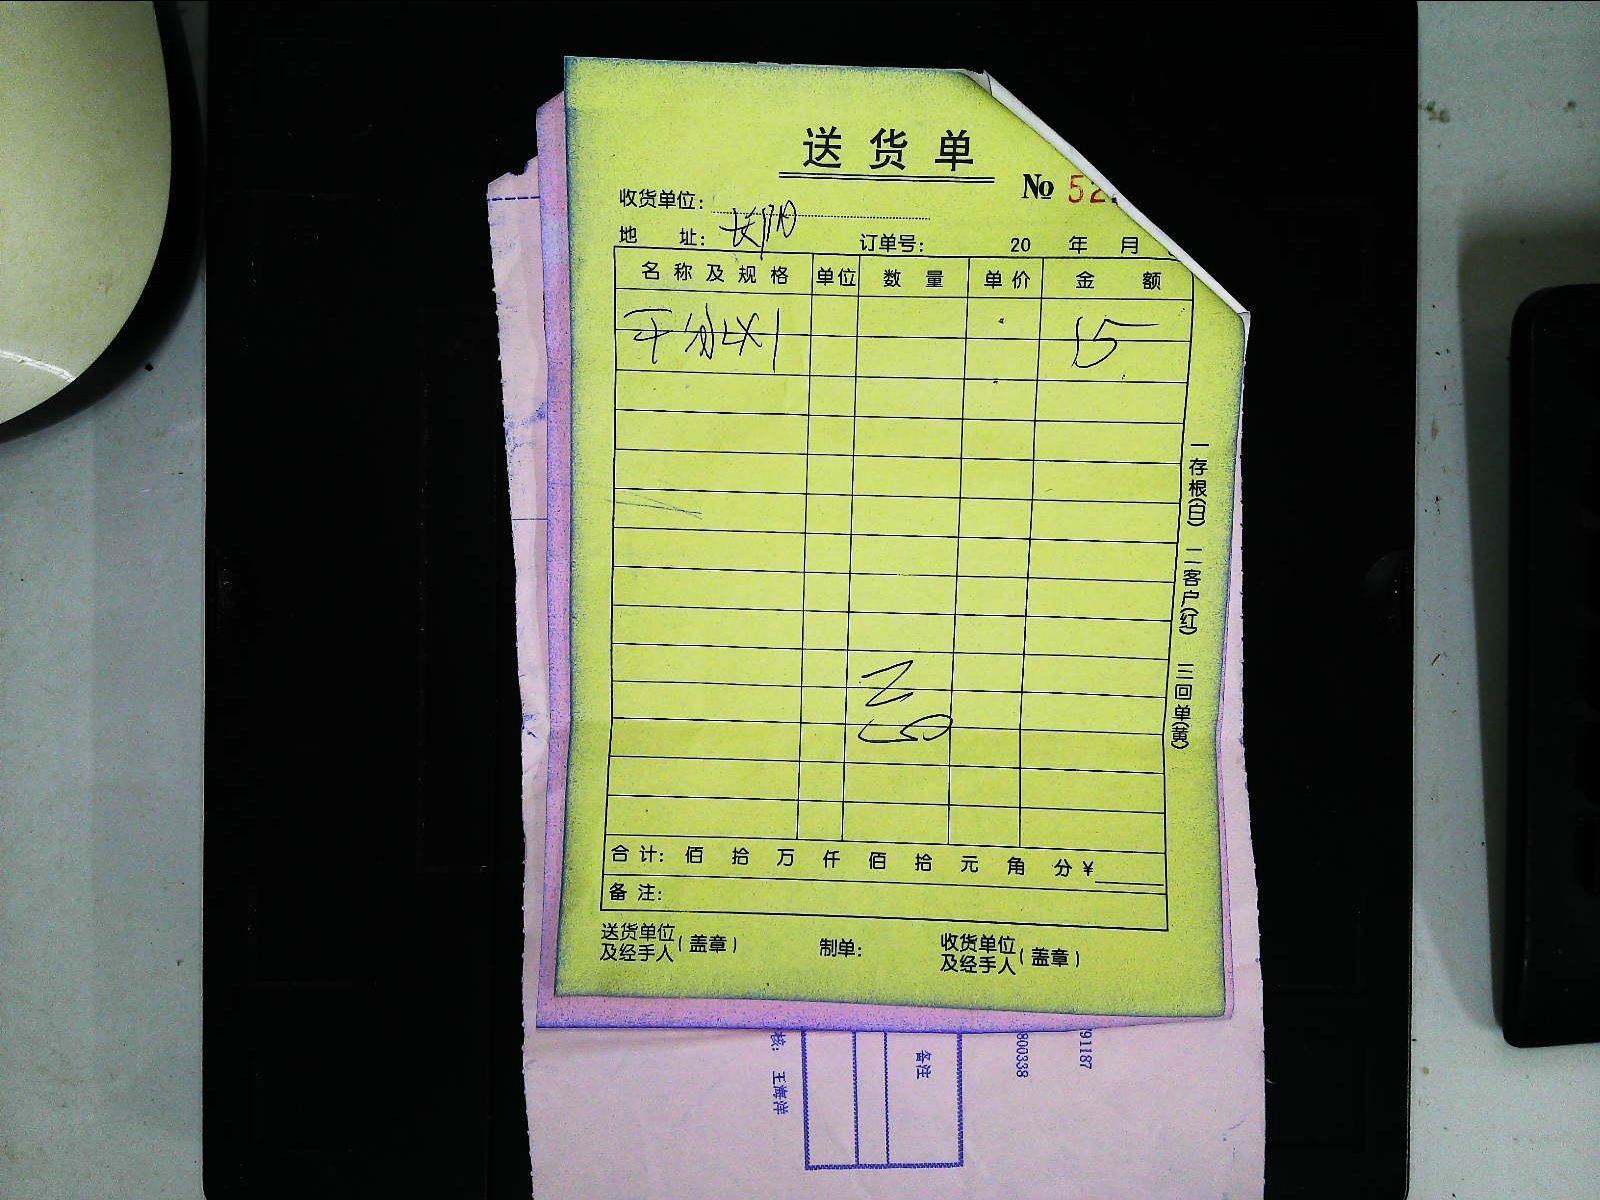 送货单
No 52
收货单位:
地 址:
订单号: 20 年 月
名称及规格 单位 数量 单价 金额
15
合计: 佰 拾 万 仟 佰 拾 元 角 分 ¥
备注:
送货单位及经手人(盖章) 制单: 收货单位及经手人(盖章)
一存根(白) 二客户(红) 三回单(黄)
核: 王海洋
备注
800338
91187